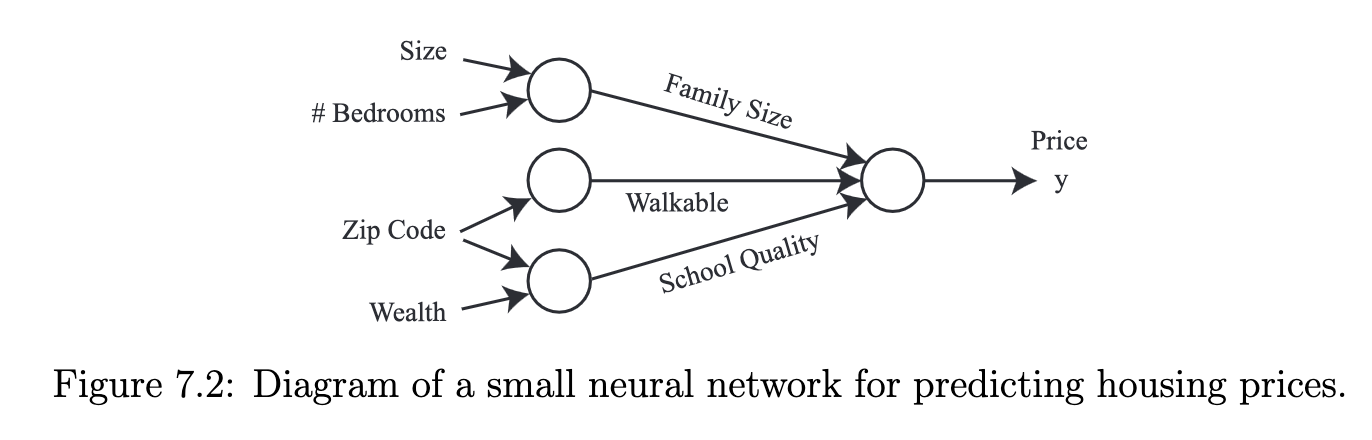 Size
# Bedrooms
Zip Code
Wealth
Family Size
Walkable
School Quality
Price
y
Figure 7.2: Diagram of a small neural network for predicting housing prices.